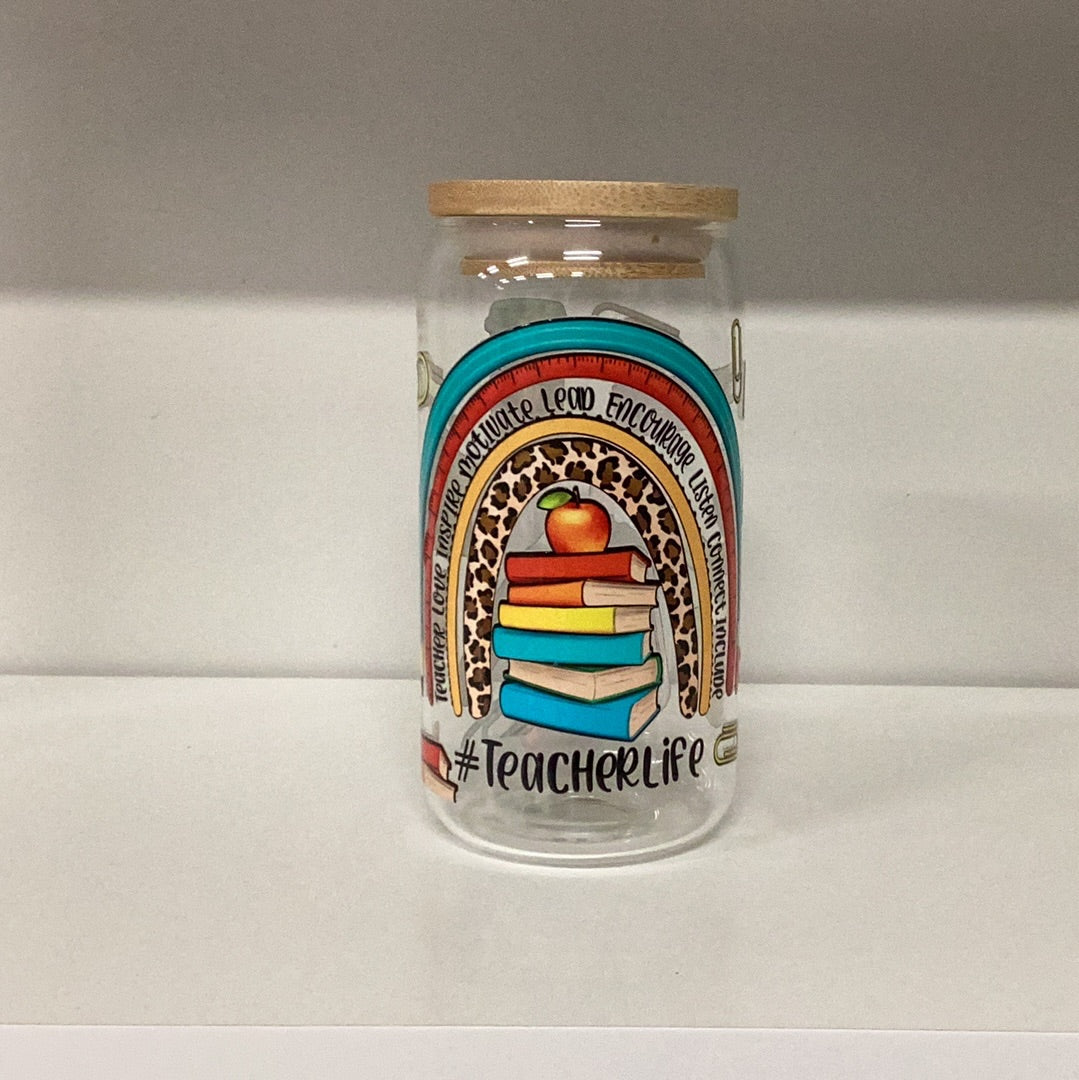 Teacher Love Inspire Motivate Lead Encourage Listen Connect Include
#TeacherLife